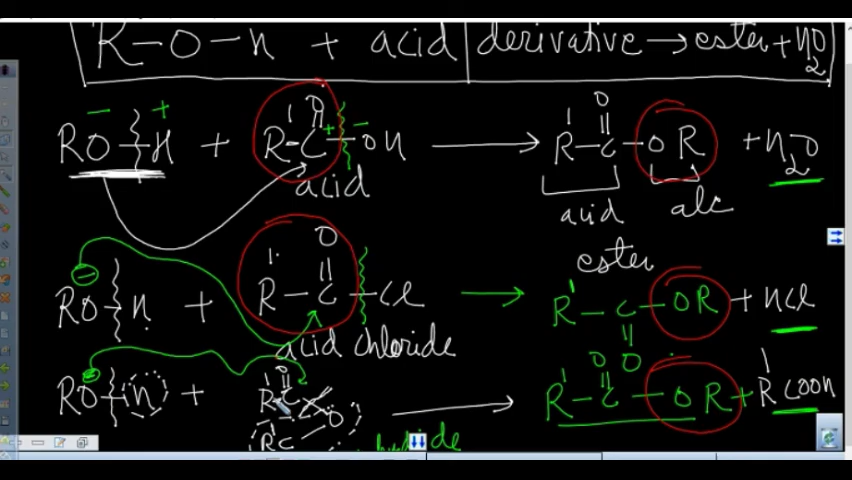 R-O-H + acid | derivative → ester + H2O
RO-H + R'-C(=O)-OH → R'-C(=O)-OR + H2O
acid
acid alc
ester
RO-H + R'-C(=O)-Cl → R'-C(=O)-OR + HCl
acid chloride
RO-H + → R'-C(=O)-OR + R'COOH